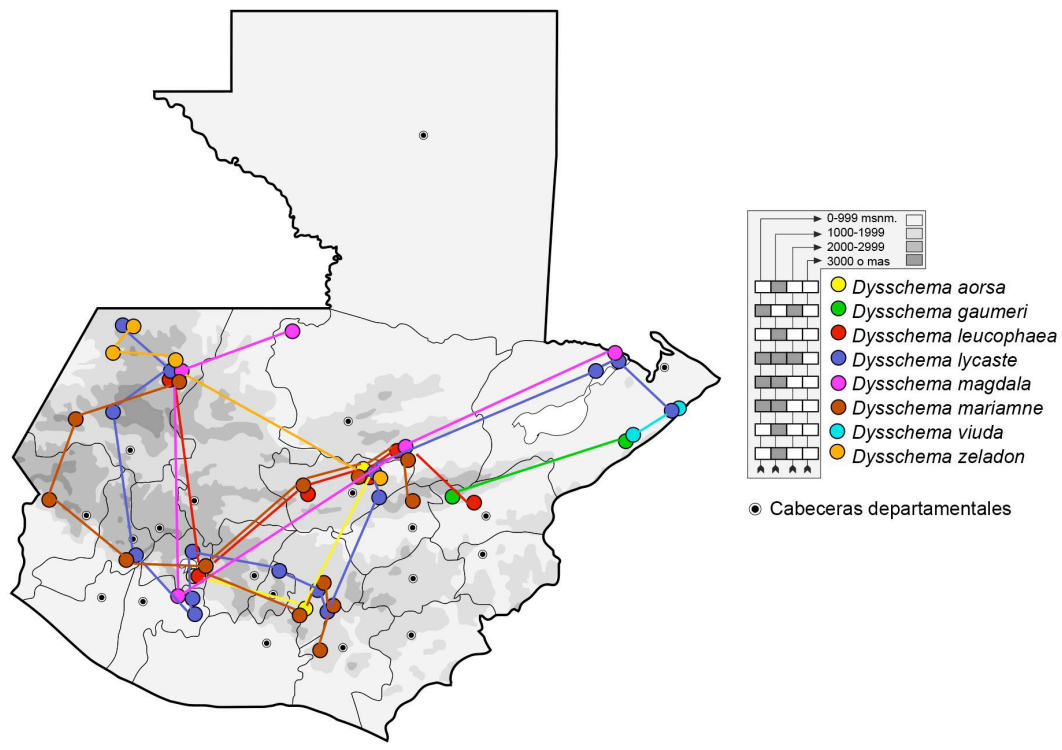 0-999 msnm.
1000-1999
2000-2999
3000 o mas
Dysschema aorsa
Dysschema gaumeri
Dysschema leucophaea
Dysschema lycaste
Dysschema magdala
Dysschema mariamne
Dysschema viuda
Dysschema zeladon
Cabeceras departamentales